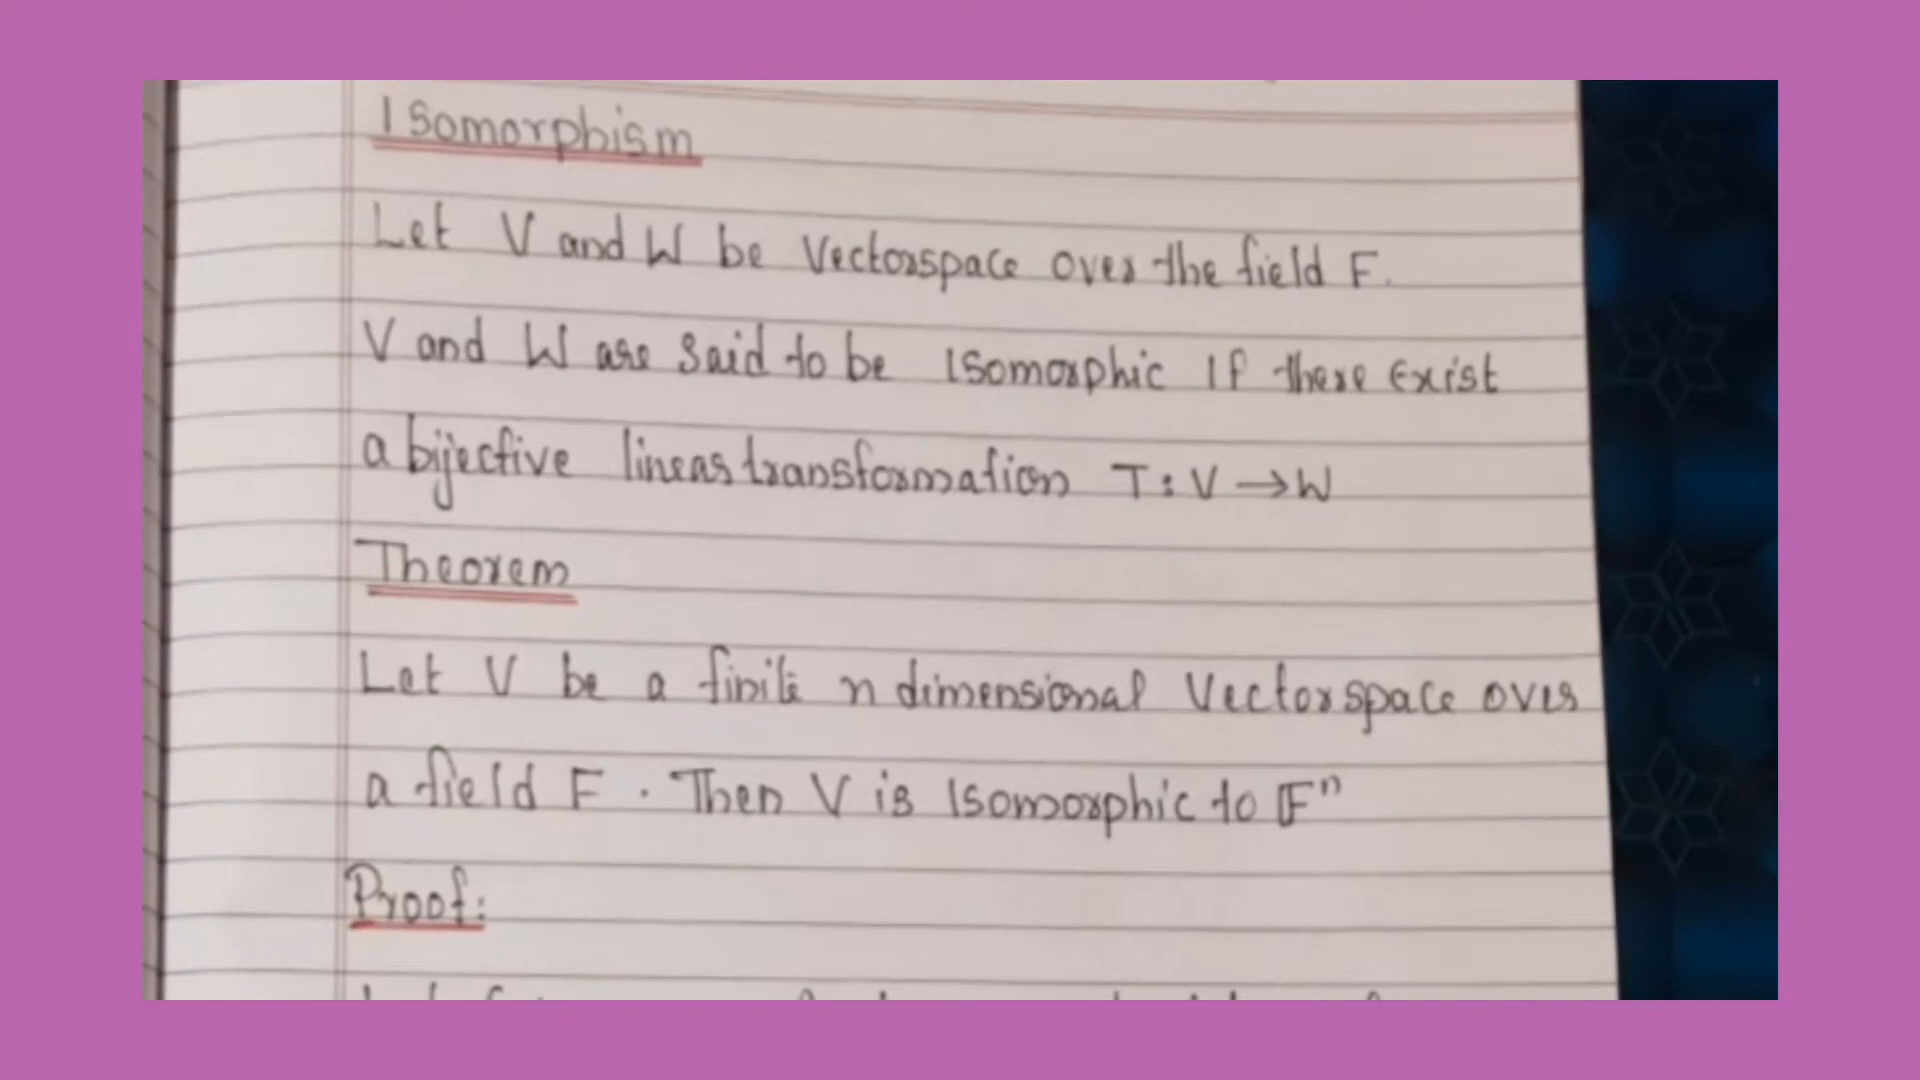 Isomorphism
Let V and W be Vectorspace over the field F.
V and W are said to be Isomorphic If there Exist
a bijective linear transformation T : V → W
Theorem
Let V be a finite n dimensional Vectorspace over
a field F . Then V is Isomorphic to 𝔽ⁿ
Proof: